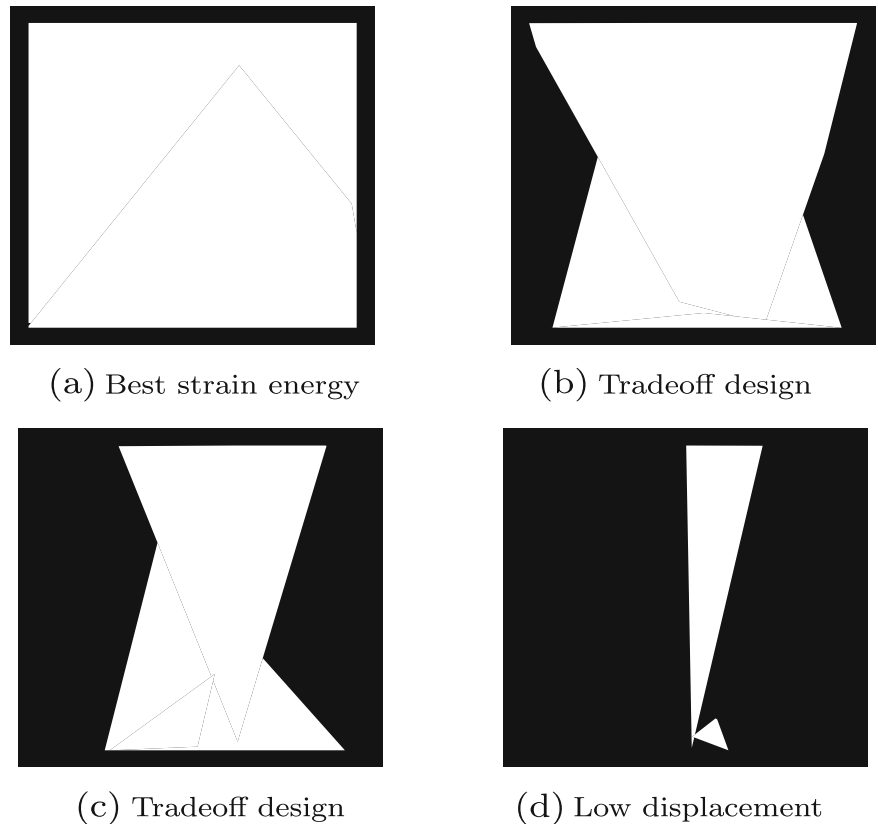 (a) Best strain energy
(b) Tradeoff design
(c) Tradeoff design
(d) Low displacement